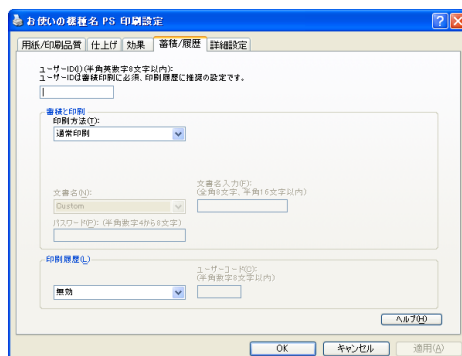 お使いの機種名 PS 印刷設定
用紙/印刷品質 仕上げ 効果 蓄積/履歴 詳細設定
ユーザーID(I):(半角英数字8文字以内):
ユーザーIDは蓄積印刷に必須、印刷履歴に推奨の設定です。
蓄積と印刷
印刷方法(T):
通常印刷
文書名(N):
Custom
文書名入力(F):
(全角8文字、半角16文字以内)
パスワード(P): (半角数字4から8文字)
印刷履歴(L)
無効
ユーザーコード(D):
(半角数字8文字以内)
ヘルプ(H)
OK キャンセル 適用(A)